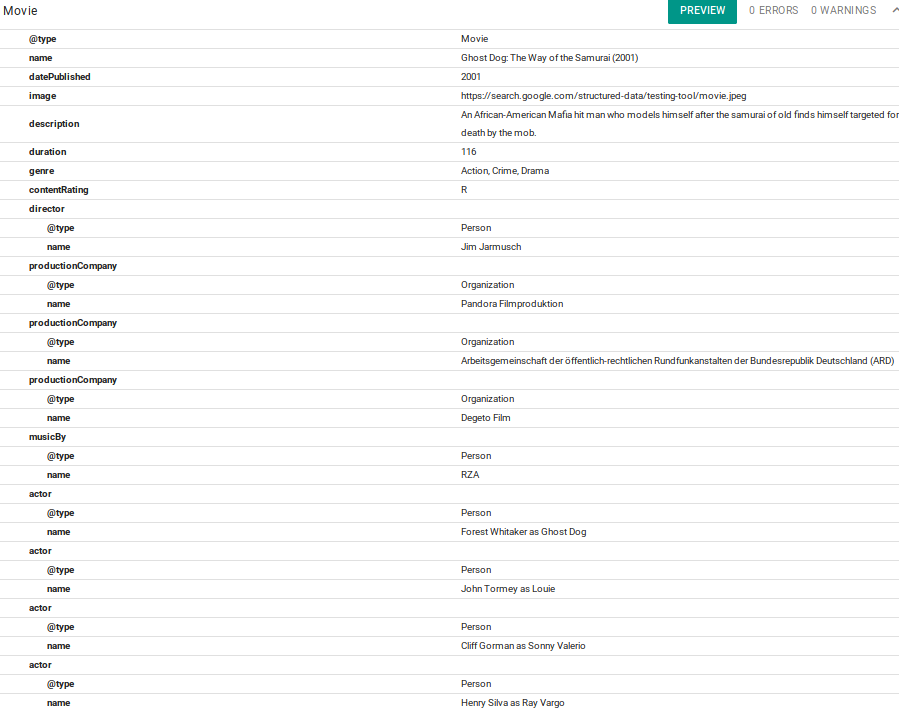 Movie PREVIEW 0 ERRORS 0 WARNINGS
@type Movie
name Ghost Dog: The Way of the Samurai (2001)
datePublished 2001
image https://search.google.com/structured-data/testing-tool/movie.jpeg
description An African-American Mafia hit man who models himself after the samurai of old finds himself targeted for
death by the mob.
duration 116
genre Action, Crime, Drama
contentRating R
director
@type Person
name Jim Jarmusch
productionCompany
@type Organization
name Pandora Filmproduktion
productionCompany
@type Organization
name Arbeitsgemeinschaft der öffentlich-rechtlichen Rundfunkanstalten der Bundesrepublik Deutschland (ARD)
productionCompany
@type Organization
name Degeto Film
musicBy
@type Person
name RZA
actor
@type Person
name Forest Whitaker as Ghost Dog
actor
@type Person
name John Tormey as Louie
actor
@type Person
name Cliff Gorman as Sonny Valerio
actor
@type Person
name Henry Silva as Ray Vargo